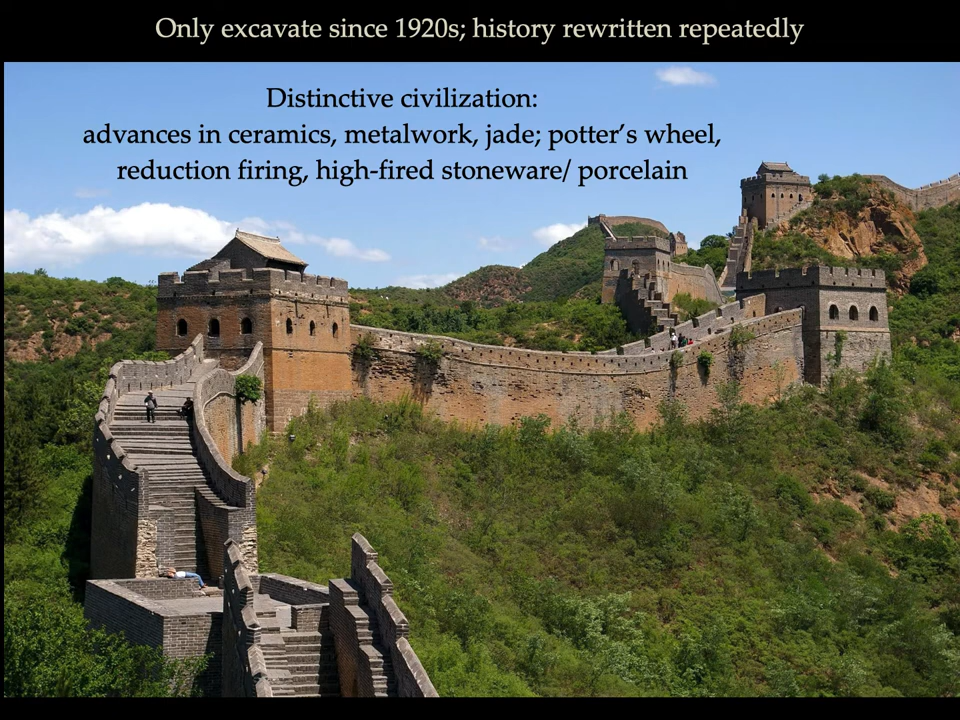 Only excavate since 1920s; history rewritten repeatedly
Distinctive civilization:
advances in ceramics, metalwork, jade; potter’s wheel,
reduction firing, high-fired stoneware/ porcelain